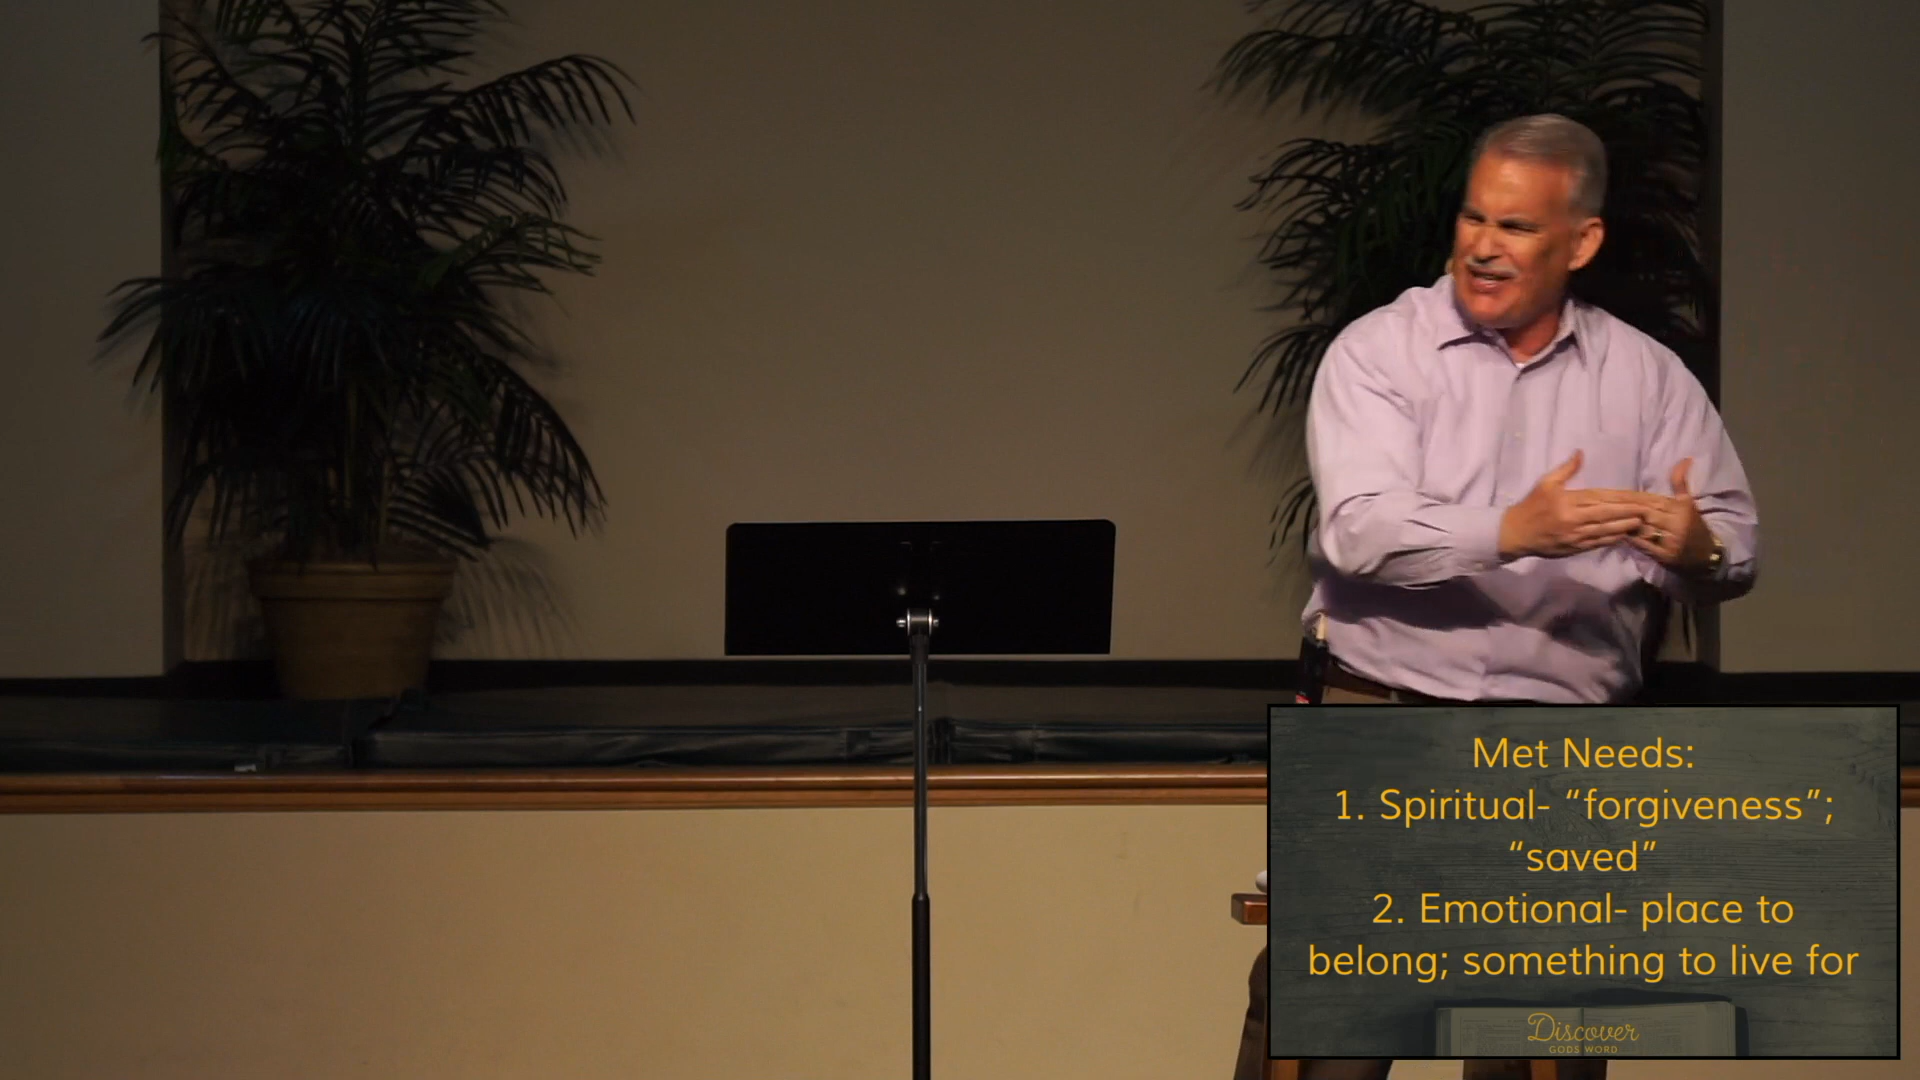 Met Needs:
1. Spiritual- “forgiveness”;
“saved”
2. Emotional- place to
belong; something to live for
Discover
GODS WORD